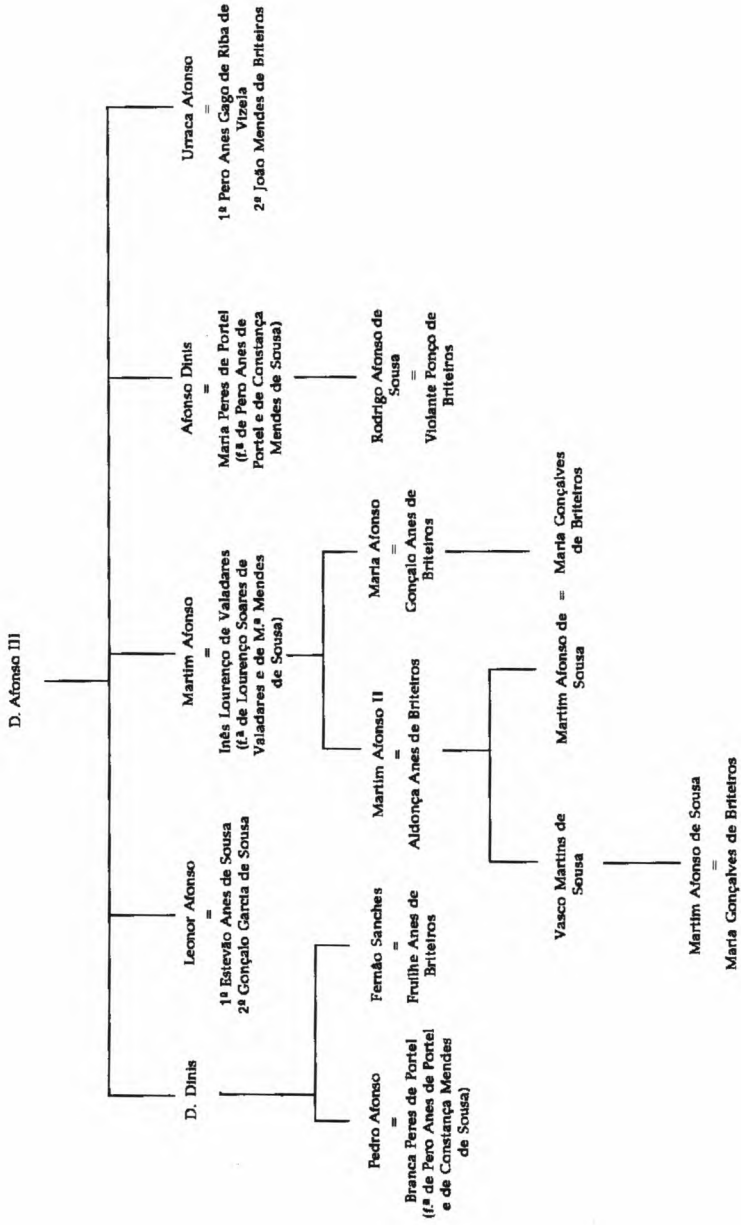 D. Afonso III
D. Dinis
Leonor Afonso
=
1ª Estevão Anes de Sousa
2ª Gonçalo Garcia de Sousa
Martim Afonso
=
Inês Lourenço de Valadares
(f.ª de Lourenço Soares de
Valadares e de M.ª Mendes
de Sousa)
Afonso Dinis
=
Maria Peres de Portel
(f.ª de Pero Anes de
Portel e de Constança
Mendes de Sousa)
Urraca Afonso
=
1ª Pero Anes Gago de Riba de
Vizela
2ª João Mendes de Briteiros
Pedro Afonso
=
Branca Peres de Portel
(f.ª de Pero Anes de Portel
e de Constança Mendes
de Sousa)
Fernão Sanches
=
Fruilhe Anes de
Briteiros
Martim Afonso II
=
Aldonça Anes de Briteiros
Maria Afonso
=
Gonçalo Anes de
Briteiros
Rodrigo Afonso de
Sousa
=
Violante Ponço de
Briteiros
Vasco Martins de
Sousa
Martim Afonso de = Maria Gonçalves
Sousa de Briteiros
Martim Afonso de Sousa
=
Maria Gonçalves de Briteiros